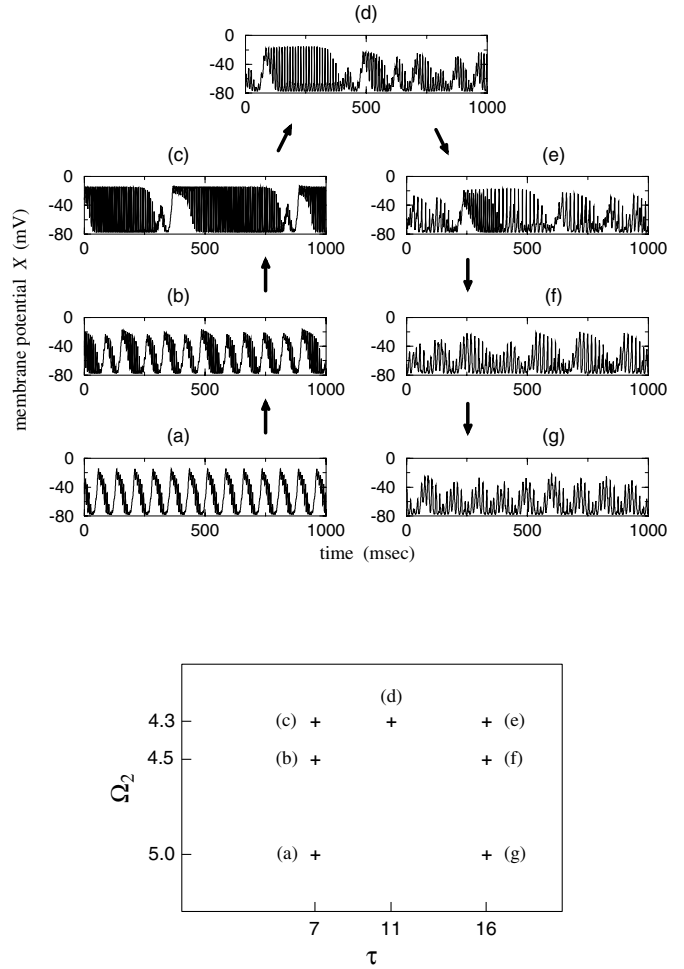 (d)
0
-40
-80
0 500 1000
(c)
0
-40
-80
0 500 1000
(e)
0
-40
-80
0 500 1000
(b)
0
-40
-80
0 500 1000
(f)
0
-40
-80
0 500 1000
(a)
0
-40
-80
0 500 1000
(g)
0
-40
-80
0 500 1000
membrane potential X (mV)
time (msec)
(d)
4.3 (c) + + + (e)
4.5 (b) + + (f)
Ω2
5.0 (a) + + (g)
7 11 16
τ